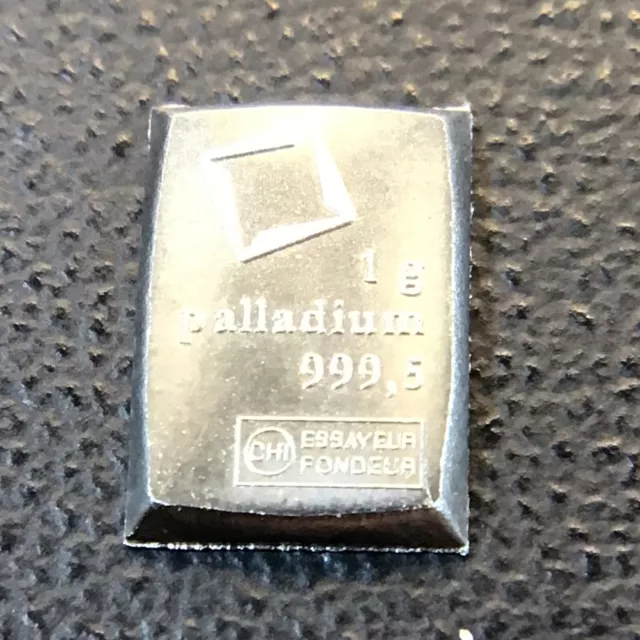 1 g
palladium
999,5
CHI ESSAYEUR
FONDEUR